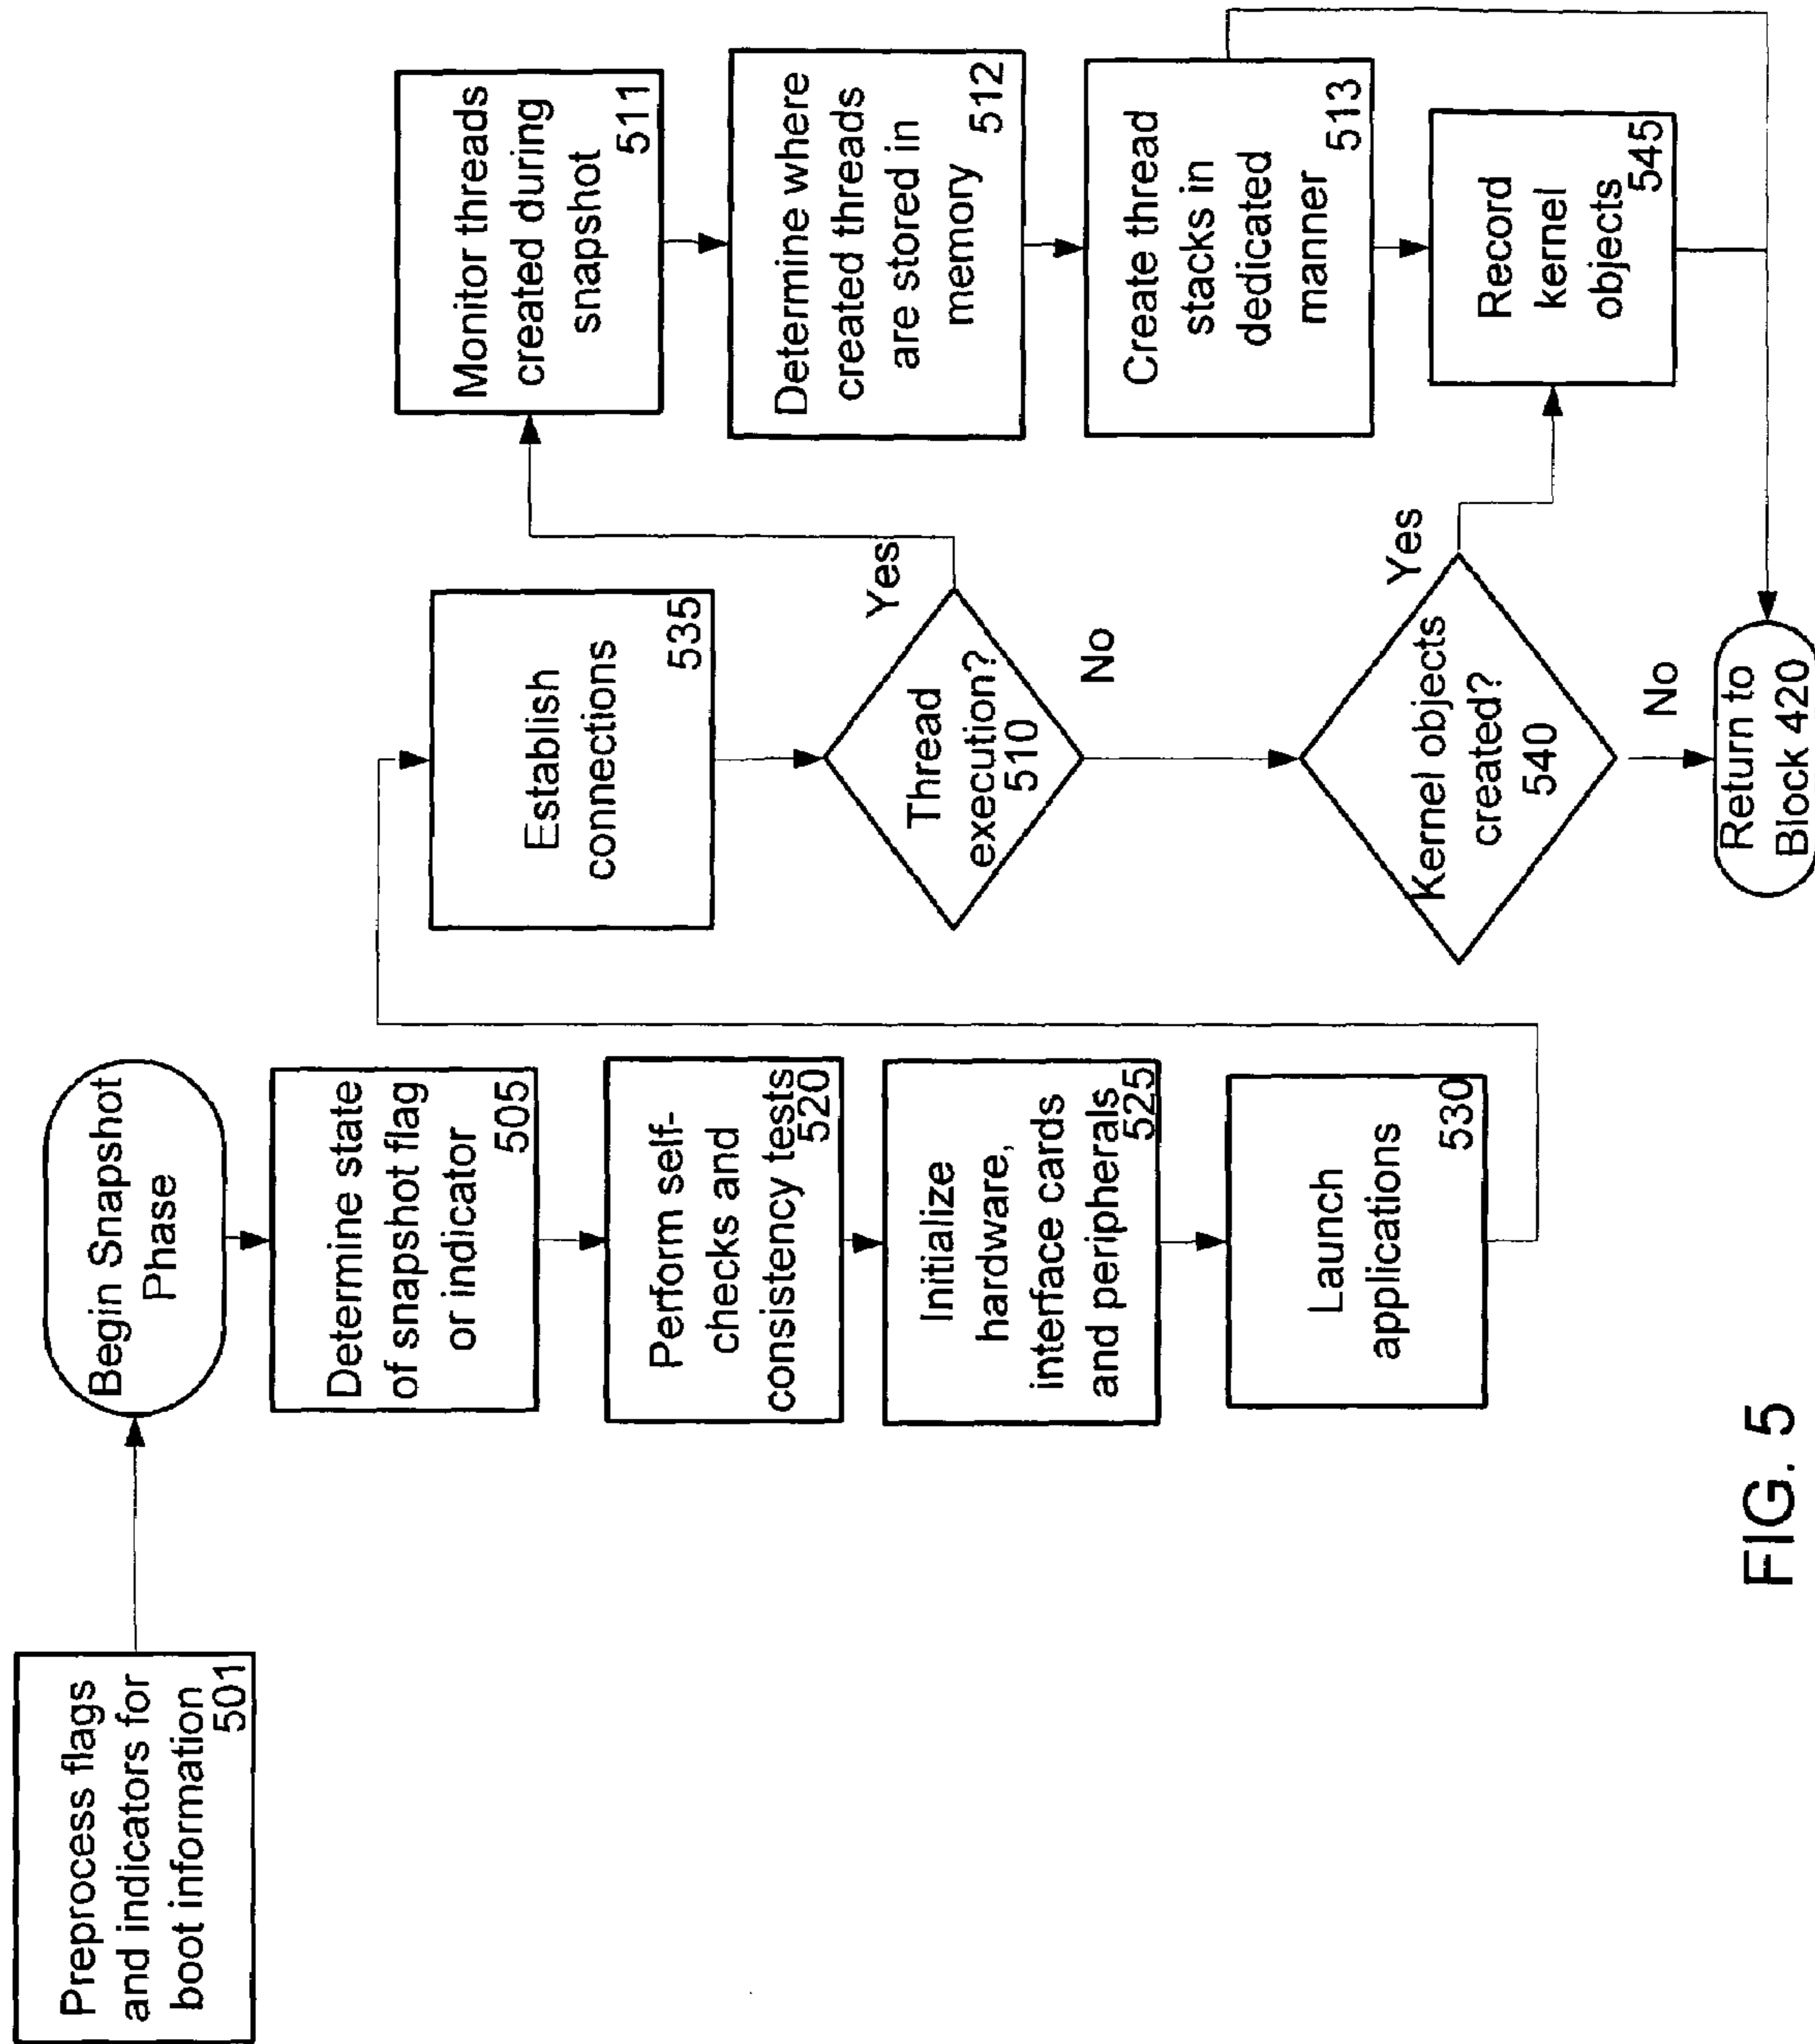 Preprocess flags
and indicators for
boot information
501
Begin Snapshot
Phase
Determine state
of snapshot flag
or indicator
505
Perform self-
checks and
consistency tests
520
Initialize
hardware,
interface cards
and peripherals
525
Launch
applications
530
Establish
connections
535
Thread
execution?
510
Yes
No
Monitor threads
created during
snapshot
511
Determine where
created threads
are stored in
memory
512
Create thread
stacks in
dedicated
manner
513
Kernel objects
created?
540
Yes
No
Record
kernel
objects
545
Return to
Block 420
FIG. 5